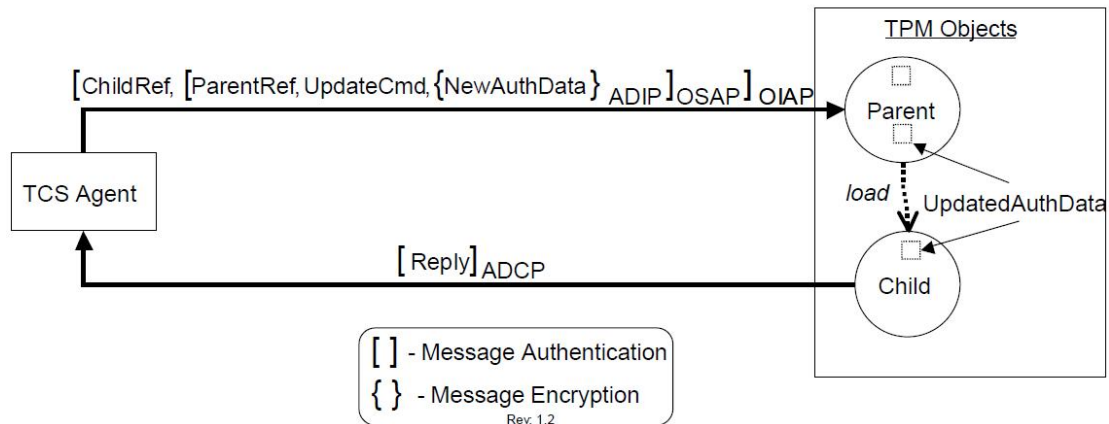 TPM Objects
[ChildRef, [ParentRef, UpdateCmd, {NewAuthData} ADIP]OSAP] OIAP
Parent
TCS Agent
load
UpdatedAuthData
[Reply]ADCP
Child
[ ] - Message Authentication
{ } - Message Encryption
Rev: 1.2